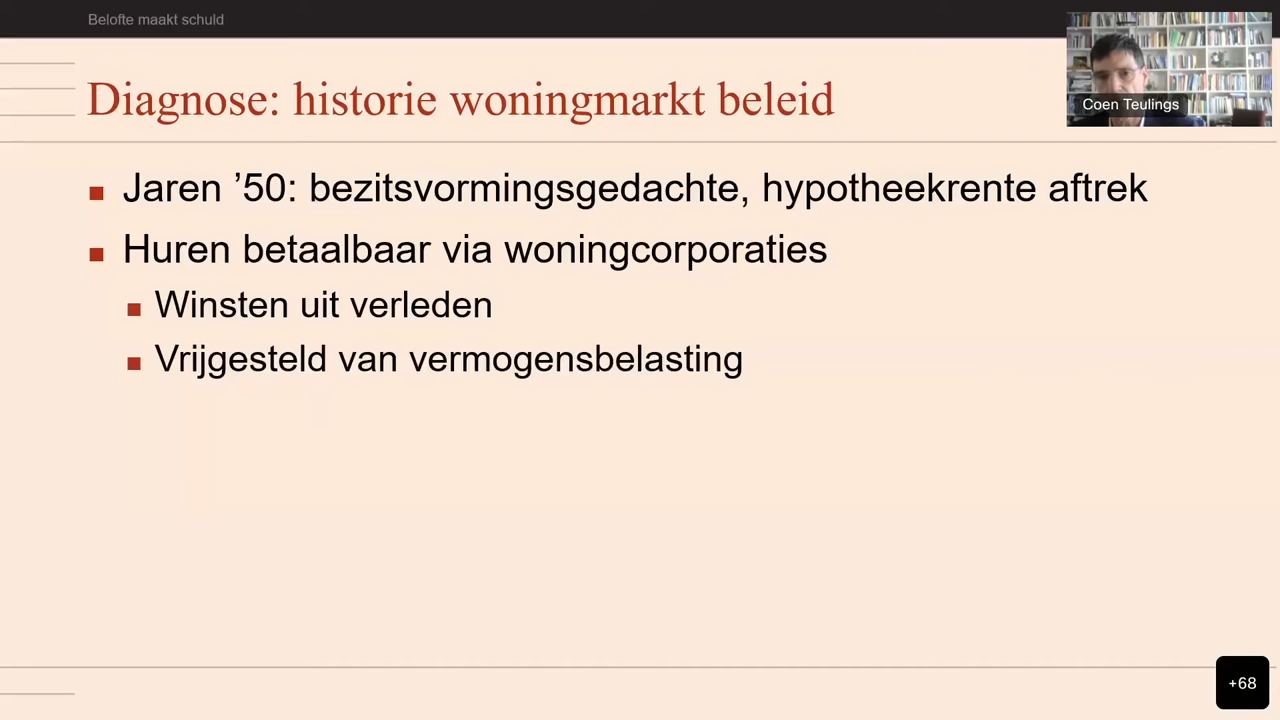 Belofte maakt schuld
Coen Teulings
Diagnose: historie woningmarkt beleid
Jaren ’50: bezitsvormingsgedachte, hypotheekrente aftrek
Huren betaalbaar via woningcorporaties
Winsten uit verleden
Vrijgesteld van vermogensbelasting
+68